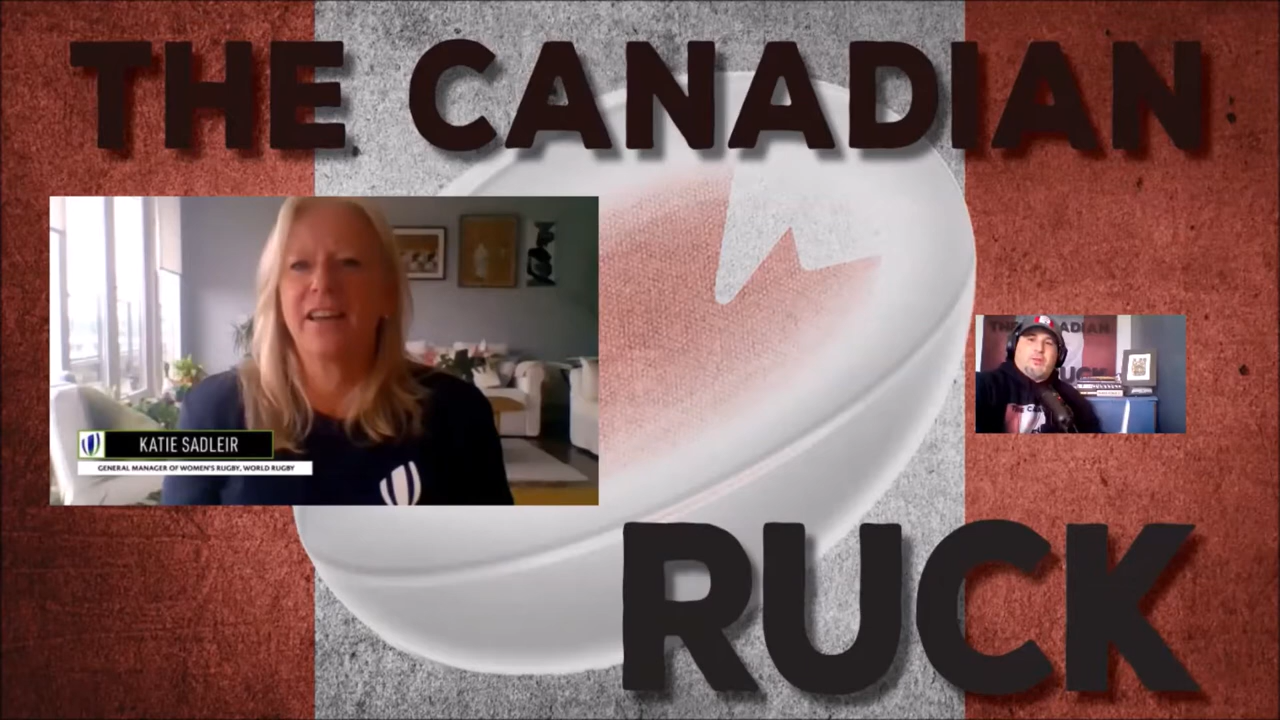 THE CANADIAN
KATIE SADLEIR
GENERAL MANAGER OF WOMEN'S RUGBY, WORLD RUGBY
RUCK